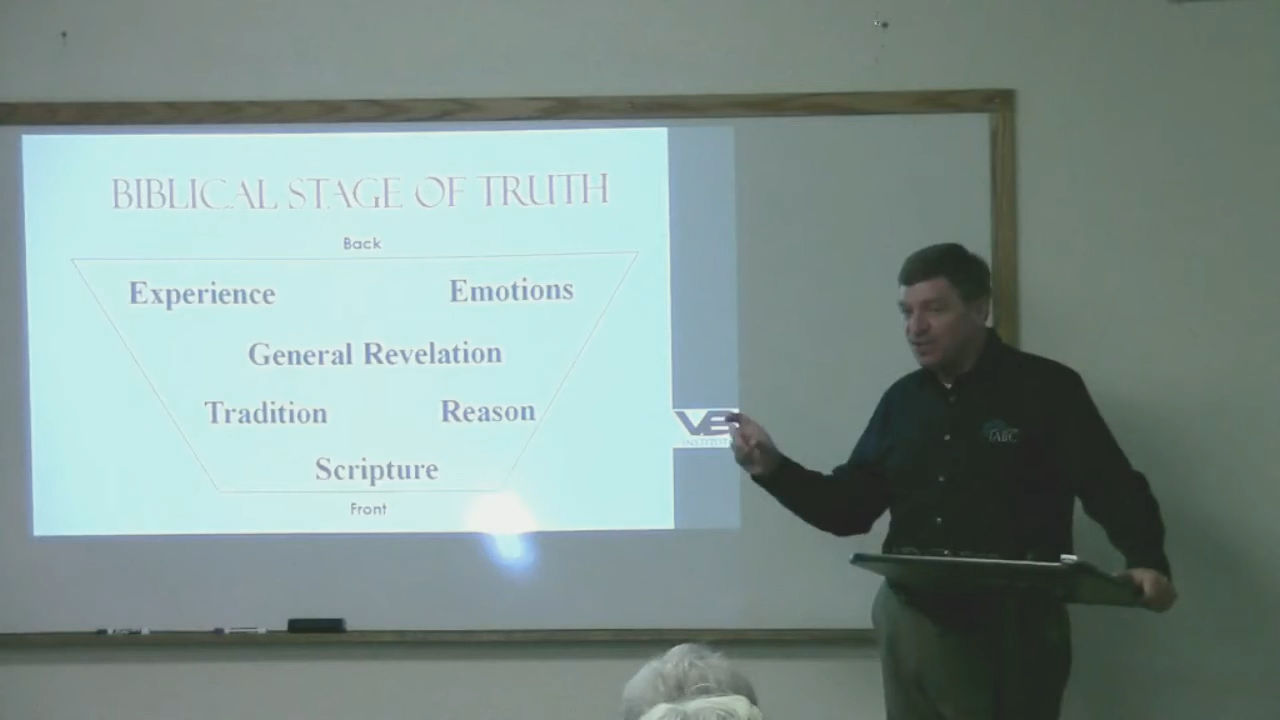 BIBLICAL STAGE OF TRUTH
Back
Experience Emotions
General Revelation
Tradition Reason
Scripture
Front